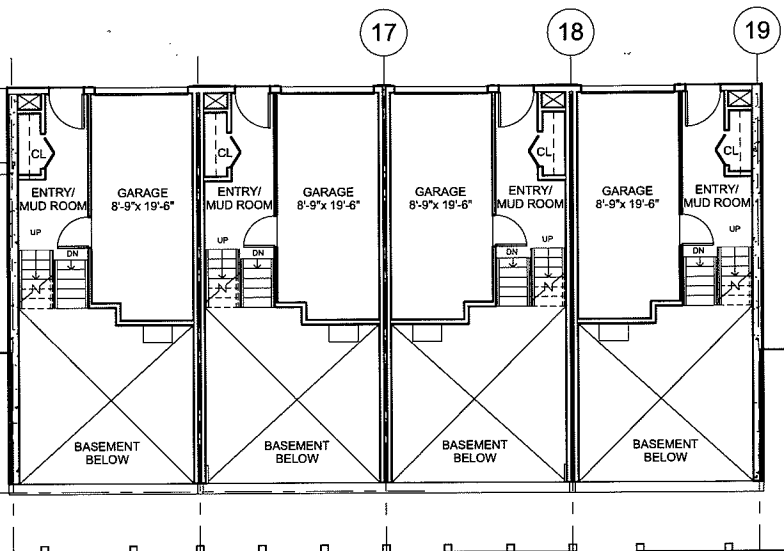 17
18
19
CL
ENTRY/
MUD ROOM
GARAGE
8'-9"x 19'-6"
UP
DN
BASEMENT
BELOW
CL
ENTRY/
MUD ROOM
GARAGE
8'-9"x 19'-6"
UP
DN
BASEMENT
BELOW
GARAGE
8'-9"x 19'-6"
CL
ENTRY/
MUD ROOM
UP
DN
BASEMENT
BELOW
GARAGE
8'-9"x 19'-6"
CL
ENTRY/
MUD ROOM
UP
DN
BASEMENT
BELOW